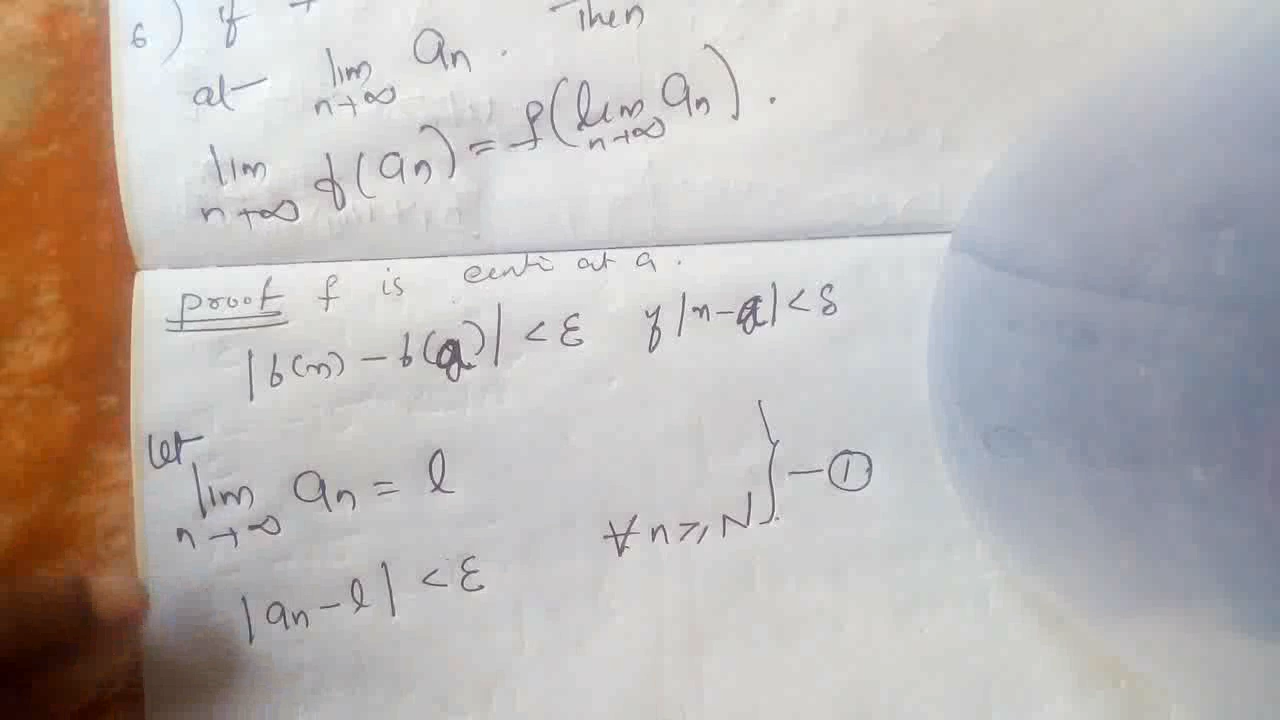 6) If
at lim n→∞ an. Then
lim n→∞ f(an) = f(lim n→∞ an).
Proof f is conti at a.
|f(x) - f(a)| < ε if |x-a| < δ
Let
lim n→∞ an = l
|an - l| < ε ∀ n ≥ N } - ①